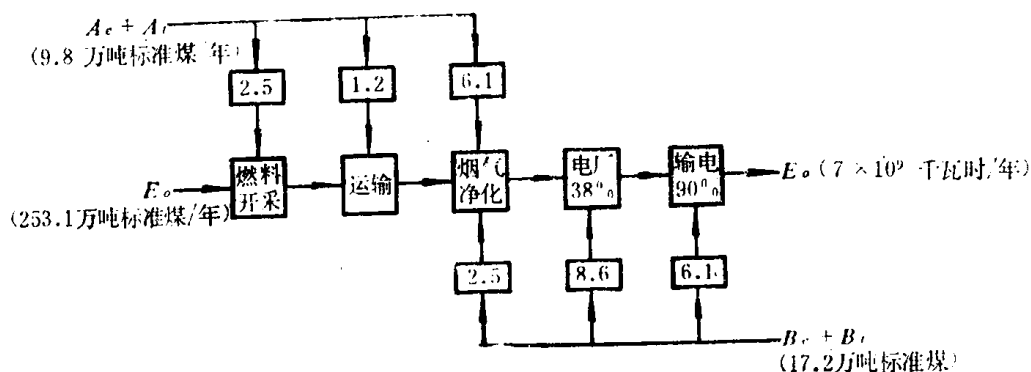 Ac + At
(9.8 万吨标准煤/年)
2.5
1.2
6.1
燃料
开采
运输
烟气
净化
电厂
38%
输电
90%
Eo
(253.1万吨标准煤/年)
Eo (7 × 10⁹ 千瓦时/年)
2.5
8.6
6.1
Bc + Bt
(17.2万吨标准煤)